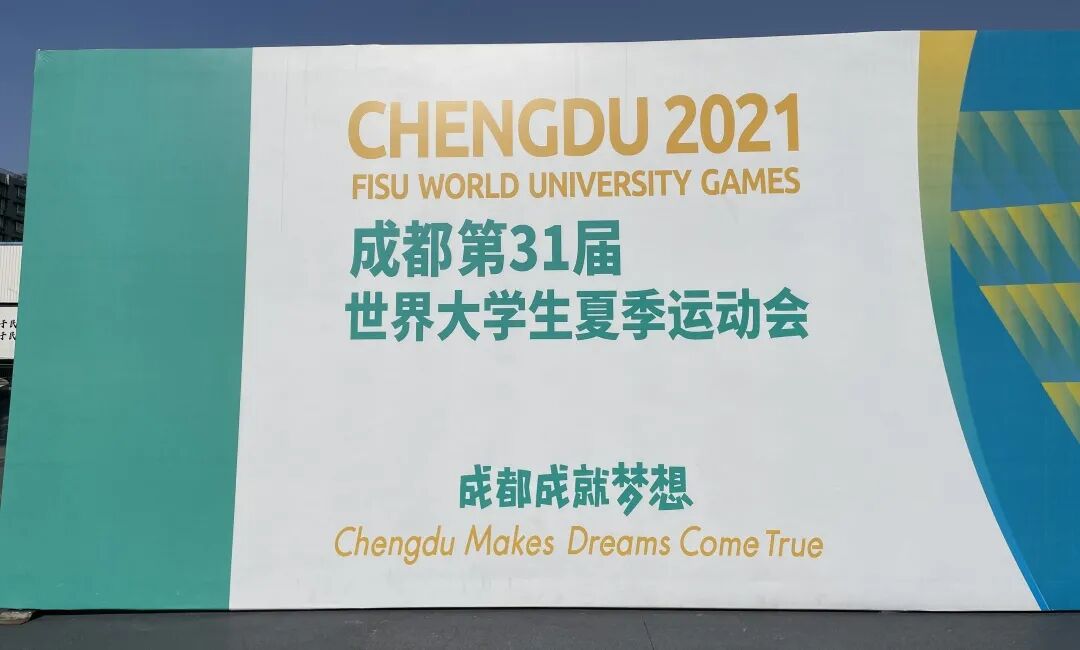 CHENGDU 2021
FISU WORLD UNIVERSITY GAMES
成都第31届
世界大学生夏季运动会
成都成就梦想
Chengdu Makes Dreams Come True